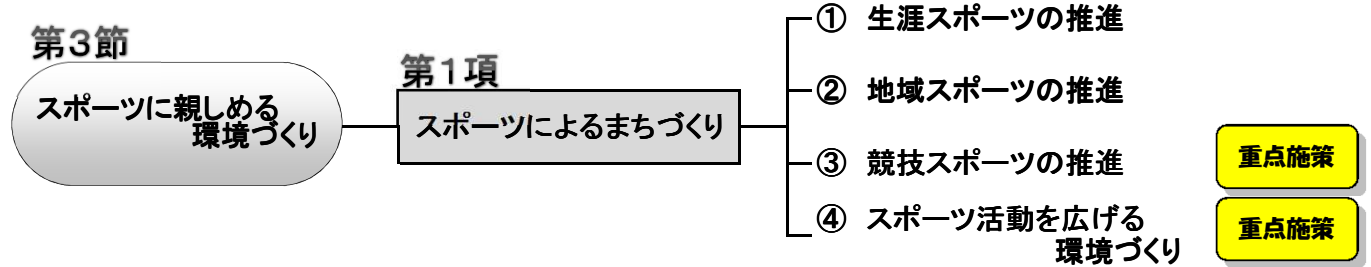 第3節
スポーツに親しめる
環境づくり
第1項
スポーツによるまちづくり
① 生涯スポーツの推進
② 地域スポーツの推進
③ 競技スポーツの推進
重点施策
④ スポーツ活動を広げる
環境づくり
重点施策